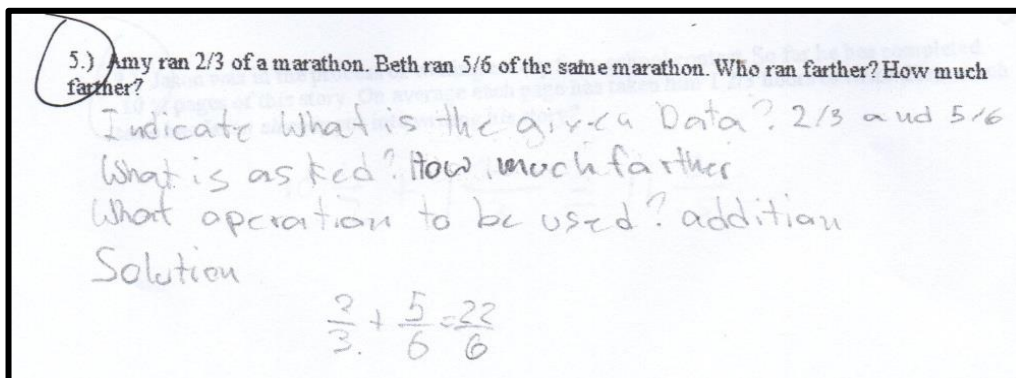 5.) Amy ran 2/3 of a marathon. Beth ran 5/6 of the same marathon. Who ran farther? How much
farther?
Indicate What is the given Data? 2/3 and 5/6
What is asked? How much farther
What operation to be used? addition
Solution
2/3 + 5/6 = 22/6